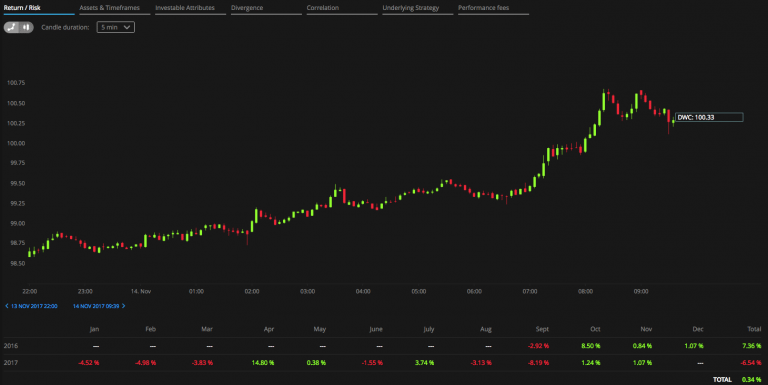 Return / Risk Assets & Timeframes Investable Attributes Divergence Correlation Underlying Strategy Performance fees
Candle duration: 5 min
100.75
100.50
100.25
DWC: 100.33
100.00
99.75
99.50
99.25
99.00
98.75
98.50
22:00 23:00 14. Nov 01:00 02:00 03:00 04:00 05:00 06:00 07:00 08:00 09:00
13 NOV 2017 22:00 14 NOV 2017 09:39
Jan Feb Mar Apr May June July Aug Sept Oct Nov Dec Total
2016 --- --- --- --- --- --- --- --- -2.92 % 8.50 % 0.84 % 1.07 % 7.36 %
2017 -4.52 % -4.98 % -3.83 % 14.80 % 0.38 % -1.55 % 3.74 % -3.13 % -8.19 % 1.24 % 1.07 % --- -6.54 %
TOTAL 0.34 %